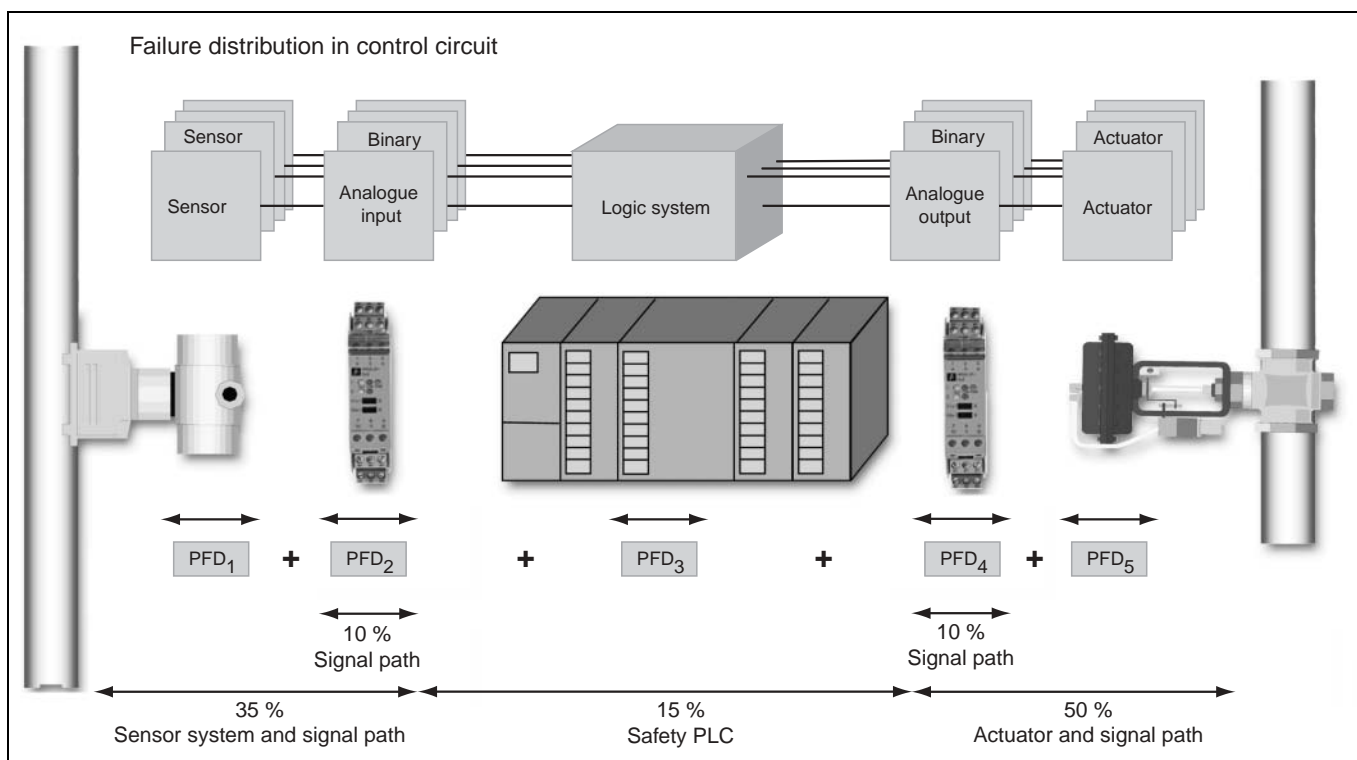 Failure distribution in control circuit
Sensor
Binary
Binary
Actuator
Sensor
Analogue
input
Logic system
Analogue
output
Actuator
PFD1 + PFD2 + PFD3 + PFD4 + PFD5
10 %
Signal path
10 %
Signal path
35 %
Sensor system and signal path
15 %
Safety PLC
50 %
Actuator and signal path